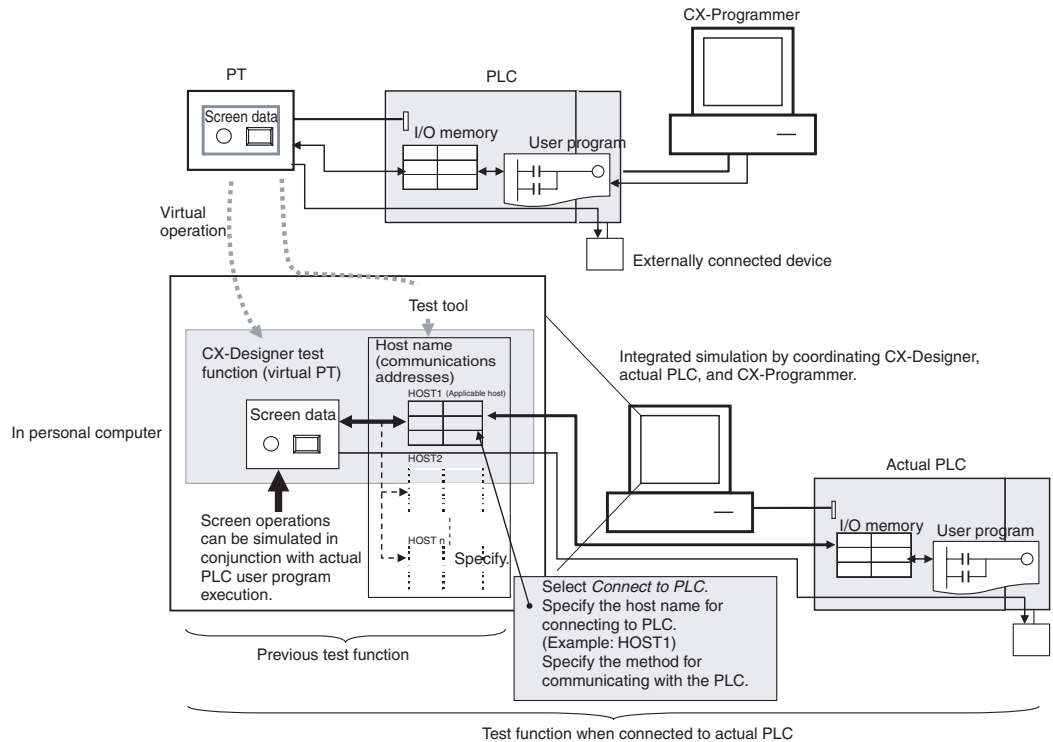 CX-Programmer
PT
PLC
Screen data
I/O memory
User program
Virtual
operation
Externally connected device
Test tool
CX-Designer test
function (virtual PT)
Host name
(communications
addresses)
HOST1 (Applicable host)
Integrated simulation by coordinating CX-Designer,
actual PLC, and CX-Programmer.
Screen data
In personal computer
HOST2
Actual PLC
Screen operations
can be simulated in
conjunction with actual
PLC user program
execution.
HOST n
Specify.
I/O memory
User program
Select Connect to PLC.
Specify the host name for
connecting to PLC.
(Example: HOST1)
Specify the method for
communicating with the PLC.
Previous test function
Test function when connected to actual PLC